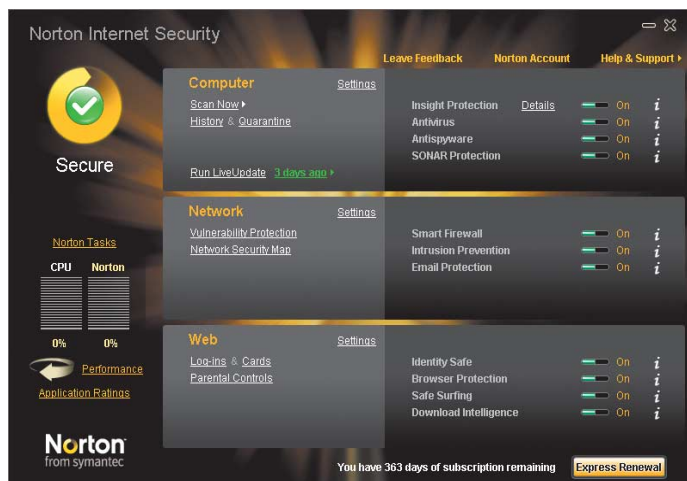 Norton Internet Security
Leave Feedback Norton Account Help & Support
Secure
Norton Tasks
CPU Norton
0% 0%
Performance
Application Ratings
Norton
from symantec
Computer Settings
Scan Now
History & Quarantine
Run LiveUpdate 3 days ago
Insight Protection Details On i
Antivirus On i
Antispyware On i
SONAR Protection On i
Network Settings
Vulnerability Protection
Network Security Map
Smart Firewall On i
Intrusion Prevention On i
Email Protection On i
Web Settings
Log-ins & Cards
Parental Controls
Identity Safe On i
Browser Protection On i
Safe Surfing On i
Download Intelligence On i
You have 363 days of subscription remaining Express Renewal